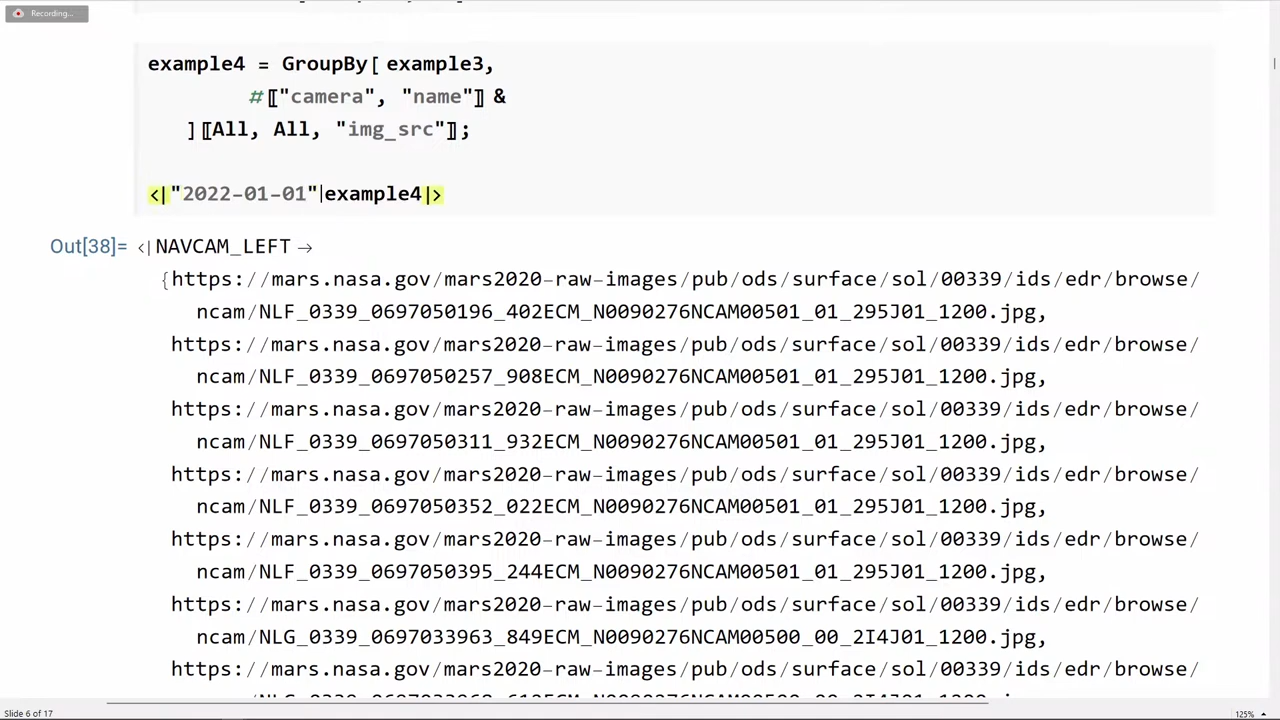 Recording...
example4 = GroupBy[ example3,
#[["camera", "name"]] &
][[All, All, "img_src"]];
<|"2022-01-01"|example4|>
Out[38]= <|NAVCAM_LEFT →
{https://mars.nasa.gov/mars2020-raw-images/pub/ods/surface/sol/00339/ids/edr/browse/
ncam/NLF_0339_0697050196_402ECM_N0090276NCAM00501_01_295J01_1200.jpg,
https://mars.nasa.gov/mars2020-raw-images/pub/ods/surface/sol/00339/ids/edr/browse/
ncam/NLF_0339_0697050257_908ECM_N0090276NCAM00501_01_295J01_1200.jpg,
https://mars.nasa.gov/mars2020-raw-images/pub/ods/surface/sol/00339/ids/edr/browse/
ncam/NLF_0339_0697050311_932ECM_N0090276NCAM00501_01_295J01_1200.jpg,
https://mars.nasa.gov/mars2020-raw-images/pub/ods/surface/sol/00339/ids/edr/browse/
ncam/NLF_0339_0697050352_022ECM_N0090276NCAM00501_01_295J01_1200.jpg,
https://mars.nasa.gov/mars2020-raw-images/pub/ods/surface/sol/00339/ids/edr/browse/
ncam/NLF_0339_0697050395_244ECM_N0090276NCAM00501_01_295J01_1200.jpg,
https://mars.nasa.gov/mars2020-raw-images/pub/ods/surface/sol/00339/ids/edr/browse/
ncam/NLG_0339_0697033963_849ECM_N0090276NCAM00500_00_2I4J01_1200.jpg,
https://mars.nasa.gov/mars2020-raw-images/pub/ods/surface/sol/00339/ids/edr/browse/
Slide 6 of 17
125%